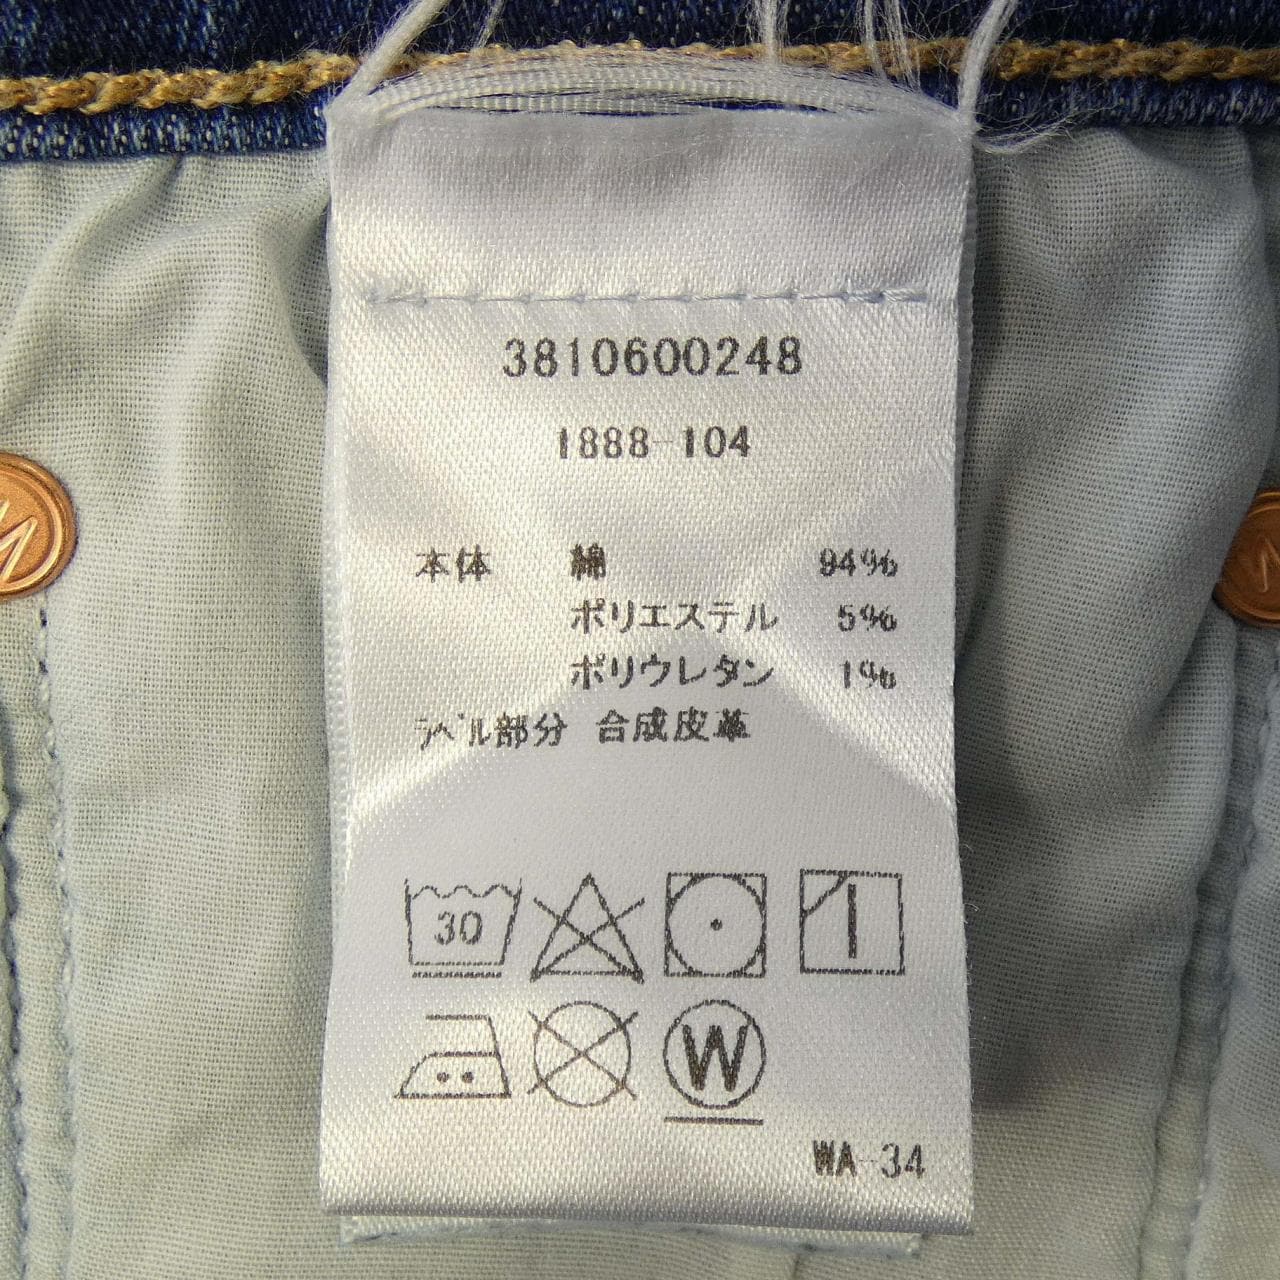 3810600248
1888-104
本体 綿 94%
ポリエステル 5%
ポリウレタン 1%
ラベル部分 合成皮革
30
W
WA-34